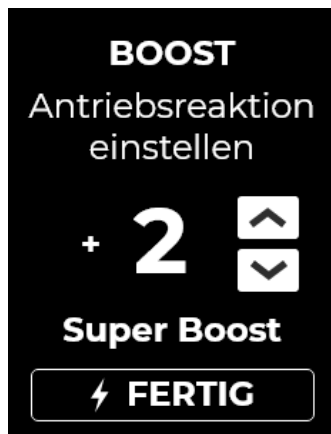 BOOST
Antriebsreaktion
einstellen
+ 2
Super Boost
FERTIG